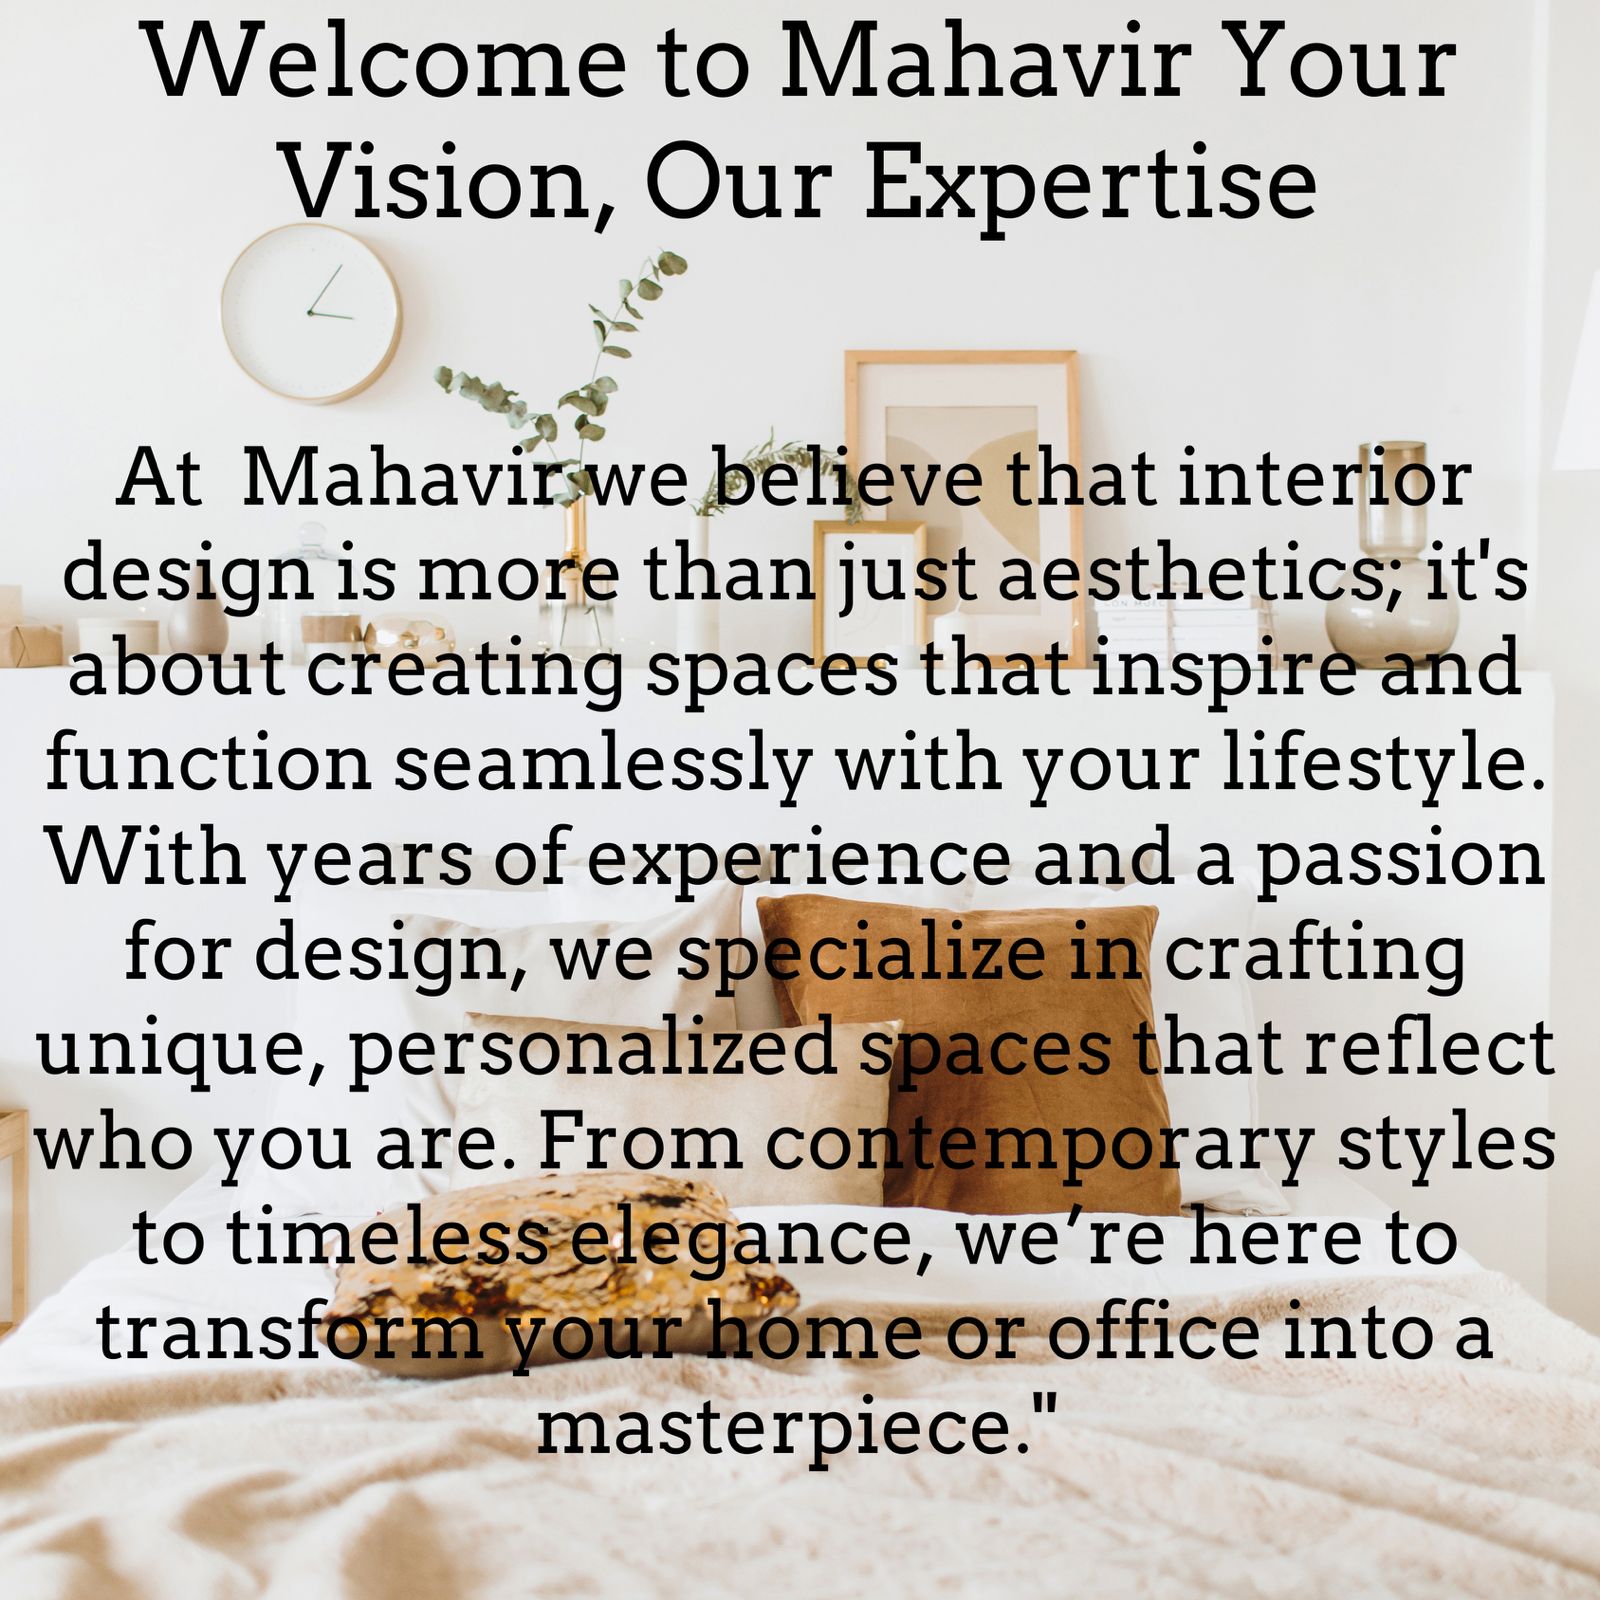 Welcome to Mahavir Your
Vision, Our Expertise
At  Mahavir we believe that interior
design is more than just aesthetics; it's
about creating spaces that inspire and
function seamlessly with your lifestyle.
With years of experience and a passion
for design, we specialize in crafting
unique, personalized spaces that reflect
who you are. From contemporary styles
to timeless elegance, we’re here to
transform your home or office into a
masterpiece."